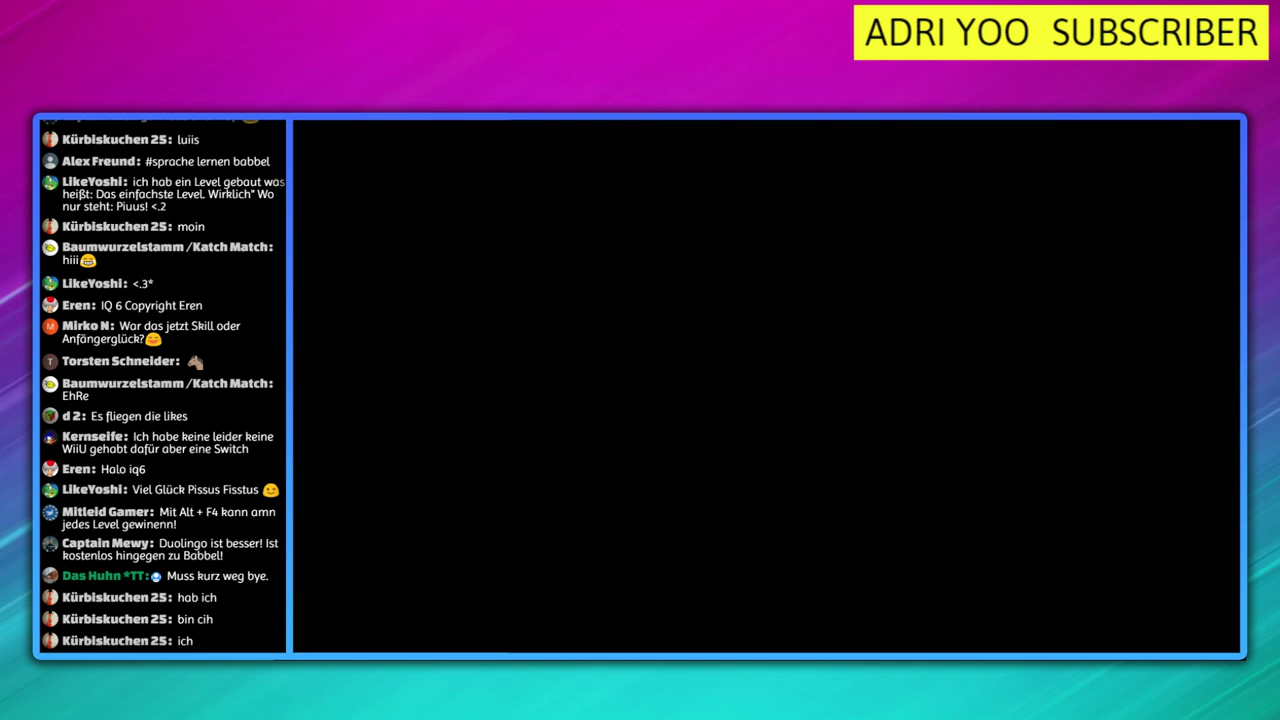 ADRI YOO SUBSCRIBER
Kürbiskuchen 25: luiis
Alex Freund: #sprache lernen babbel
LikeYoshi: ich hab ein Level gebaut was
heißt: Das einfachste Level. Wirklich" Wo
nur steht: Piuus! <.2
Kürbiskuchen 25: moin
Baumwurzelstamm /Katch Match:
hiii😂
LikeYoshi: <.3*
Eren: IQ 6 Copyright Eren
Mirko N: War das jetzt Skill oder
Anfängerglück?😄
Torsten Schneider: 🐴
Baumwurzelstamm /Katch Match:
EhRe
d 2: Es fliegen die likes
Kernseife: Ich habe keine leider keine
WiiU gehabt dafür aber eine Switch
Eren: Halo iq6
LikeYoshi: Viel Glück Pissus Fisstus 😉
Mitleid Gamer: Mit Alt + F4 kann amn
jedes Level gewinenn!
Captain Mewy: Duolingo ist besser! Ist
kostenlos hingegen zu Babbel!
Das Huhn *TT: Muss kurz weg bye.
Kürbiskuchen 25: hab ich
Kürbiskuchen 25: bin cih
Kürbiskuchen 25: ich